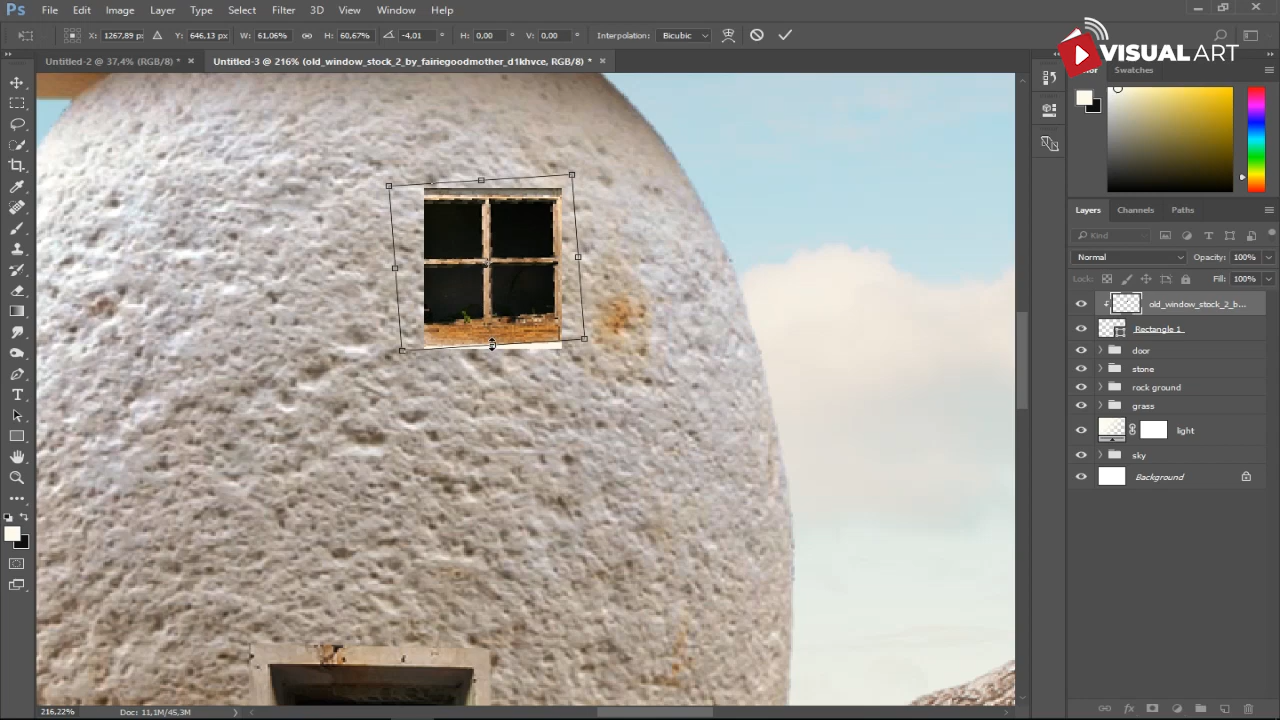 Ps File Edit Image Layer Type Select Filter 3D View Window Help
X: 1267,89 px Y: 646,13 px W: 61,06% H: 60,67% -4,01 ° H: 0,00 ° V: 0,00 ° Interpolation: Bicubic
VISUAL ART
Untitled-2 @ 37,4% (RGB/8) * × Untitled-3 @ 216% (old_window_stock_2_by_fairiegoodmother_d1khvce, RGB/8) * ×
Swatches
Layers Channels Paths
Kind
Normal Opacity: 100%
Lock: Fill: 100%
old_window_stock_2_b...
Rectangle 1
door
stone
rock ground
grass
light
sky
Background
216,22% Doc: 11,1M/45,3M